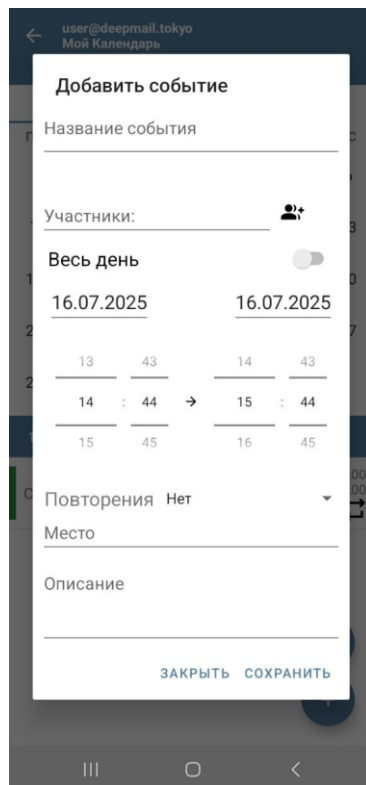 user@deepmail.tokyo
Мой Календарь
Добавить событие
Название события
Участники:
Весь день
16.07.2025 16.07.2025
13 43 14 43
14 : 44 → 15 : 44
15 45 16 45
Повторения Нет
Место
Описание
ЗАКРЫТЬ СОХРАНИТЬ